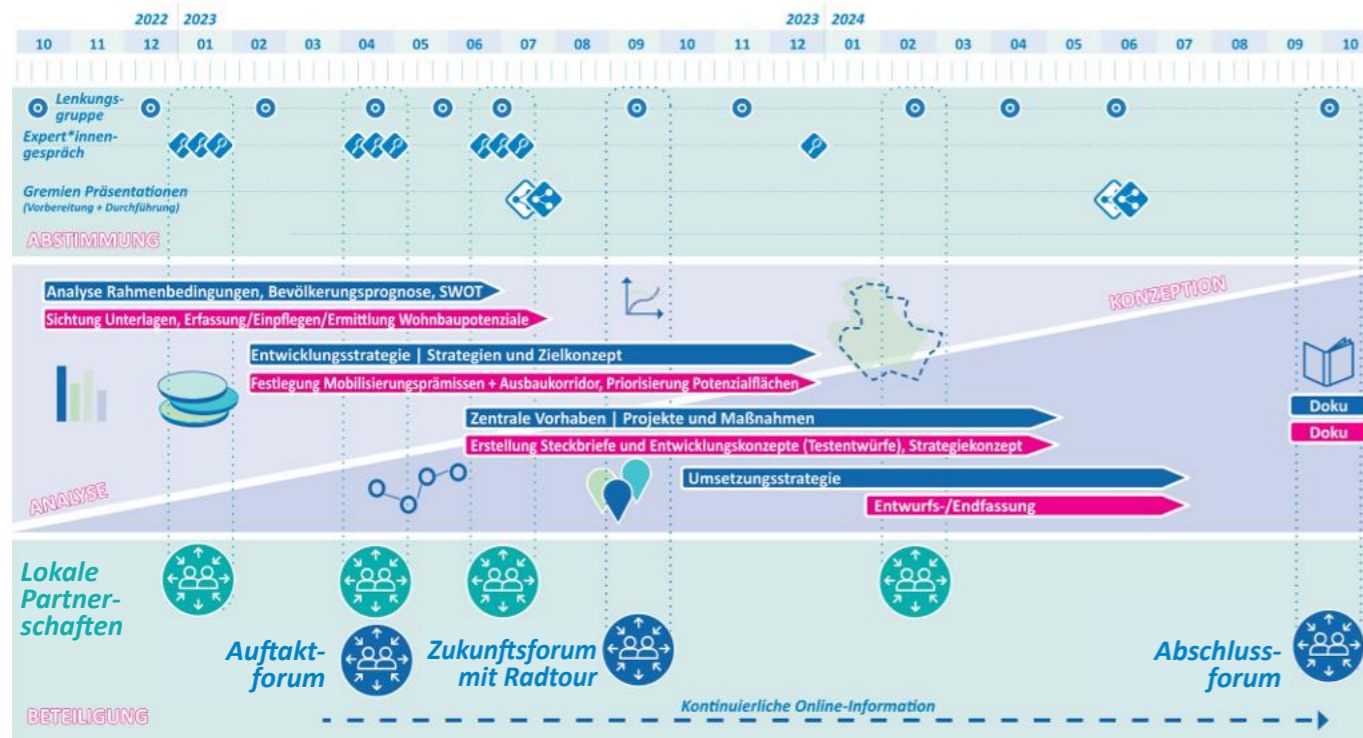 2022 2023
2023 2024
10 11 12 01 02 03 04 05 06 07 08 09 10 11 12 01 02 03 04 05 06 07 08 09 10
Lenkungs-
gruppe
Expert*innen-
gespräch
Gremien Präsentationen
(Vorbereitung + Durchführung)
ABSTIMMUNG
Analyse Rahmenbedingungen, Bevölkerungsprognose, SWOT
KONZEPTION
Sichtung Unterlagen, Erfassung/Einpflegen/Ermittlung Wohnbaupotenziale
Entwicklungsstrategie | Strategien und Zielkonzept
Festlegung Mobilisierungsprämissen + Ausbaukorridor, Priorisierung Potenzialflächen
Doku
Zentrale Vorhaben | Projekte und Maßnahmen
Doku
Erstellung Steckbriefe und Entwicklungskonzepte (Testentwürfe), Strategiekonzept
Umsetzungsstrategie
ANALYSE
Entwurfs-/Endfassung
Lokale
Partner-
schaften
Auftakt-
forum
Zukunftsforum
mit Radtour
Abschluss-
forum
Kontinuierliche Online-Information
BETEILIGUNG